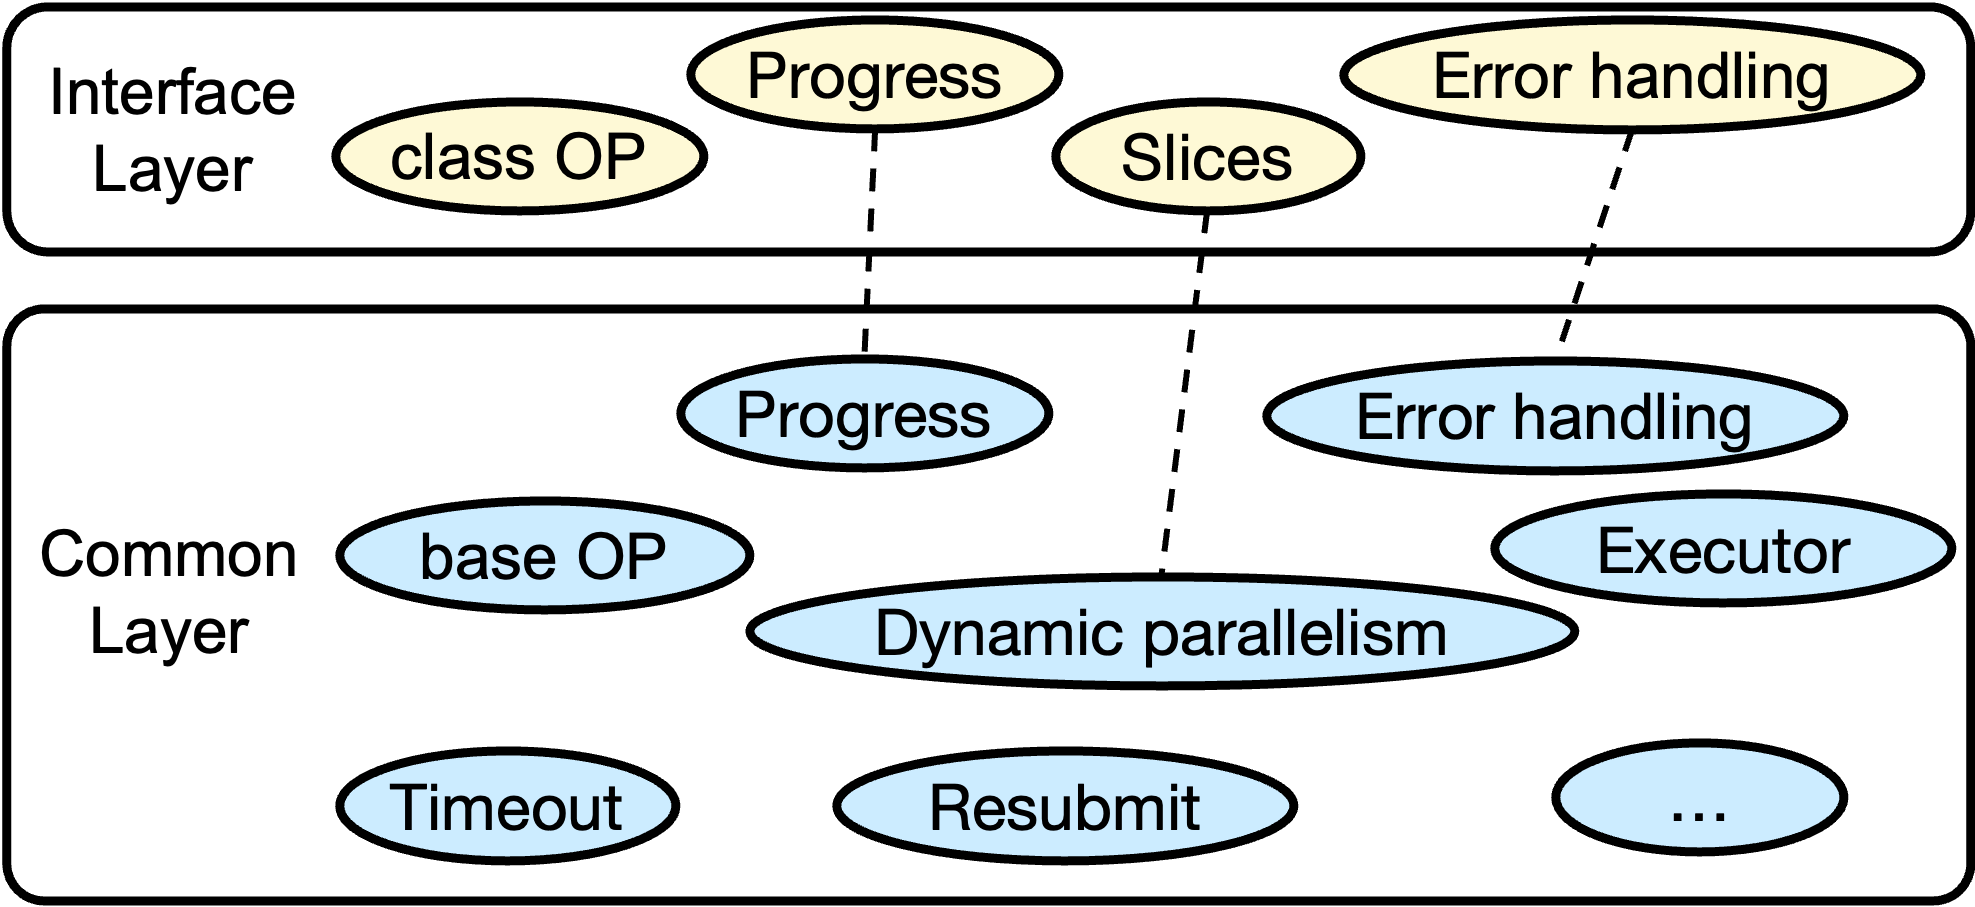 Interface
Layer
Progress
Error handling
class OP
Slices
Common
Layer
Progress
Error handling
base OP
Executor
Dynamic parallelism
Timeout
Resubmit
...